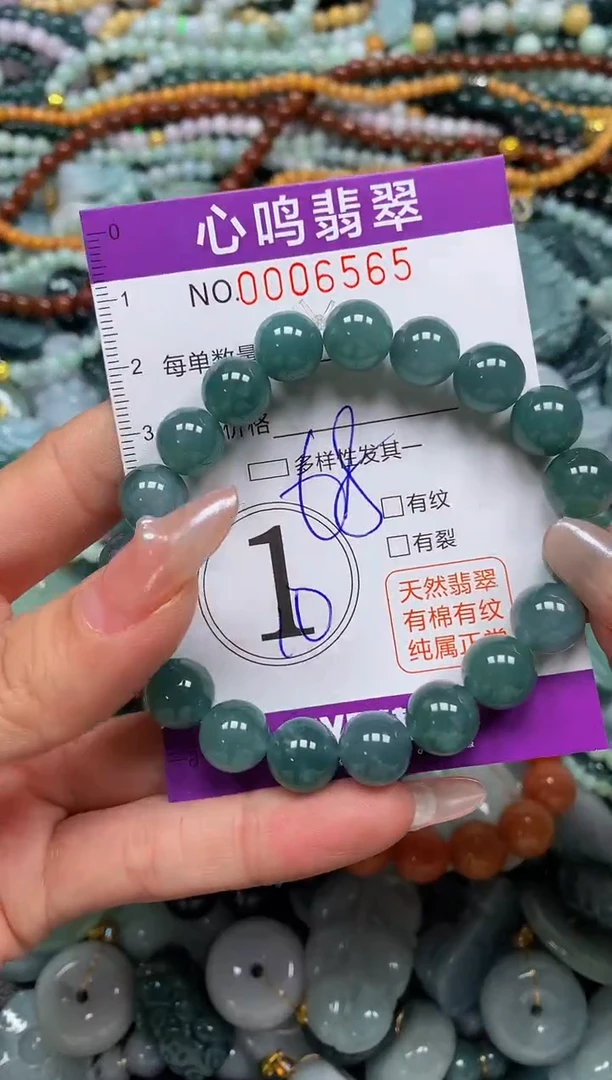 心鸣翡翠
0
NO.0006565
1
2
每单数量
3
价格
68
多样性发其一
有纹
有裂
1
10
天然翡翠
有棉有纹
纯属正常